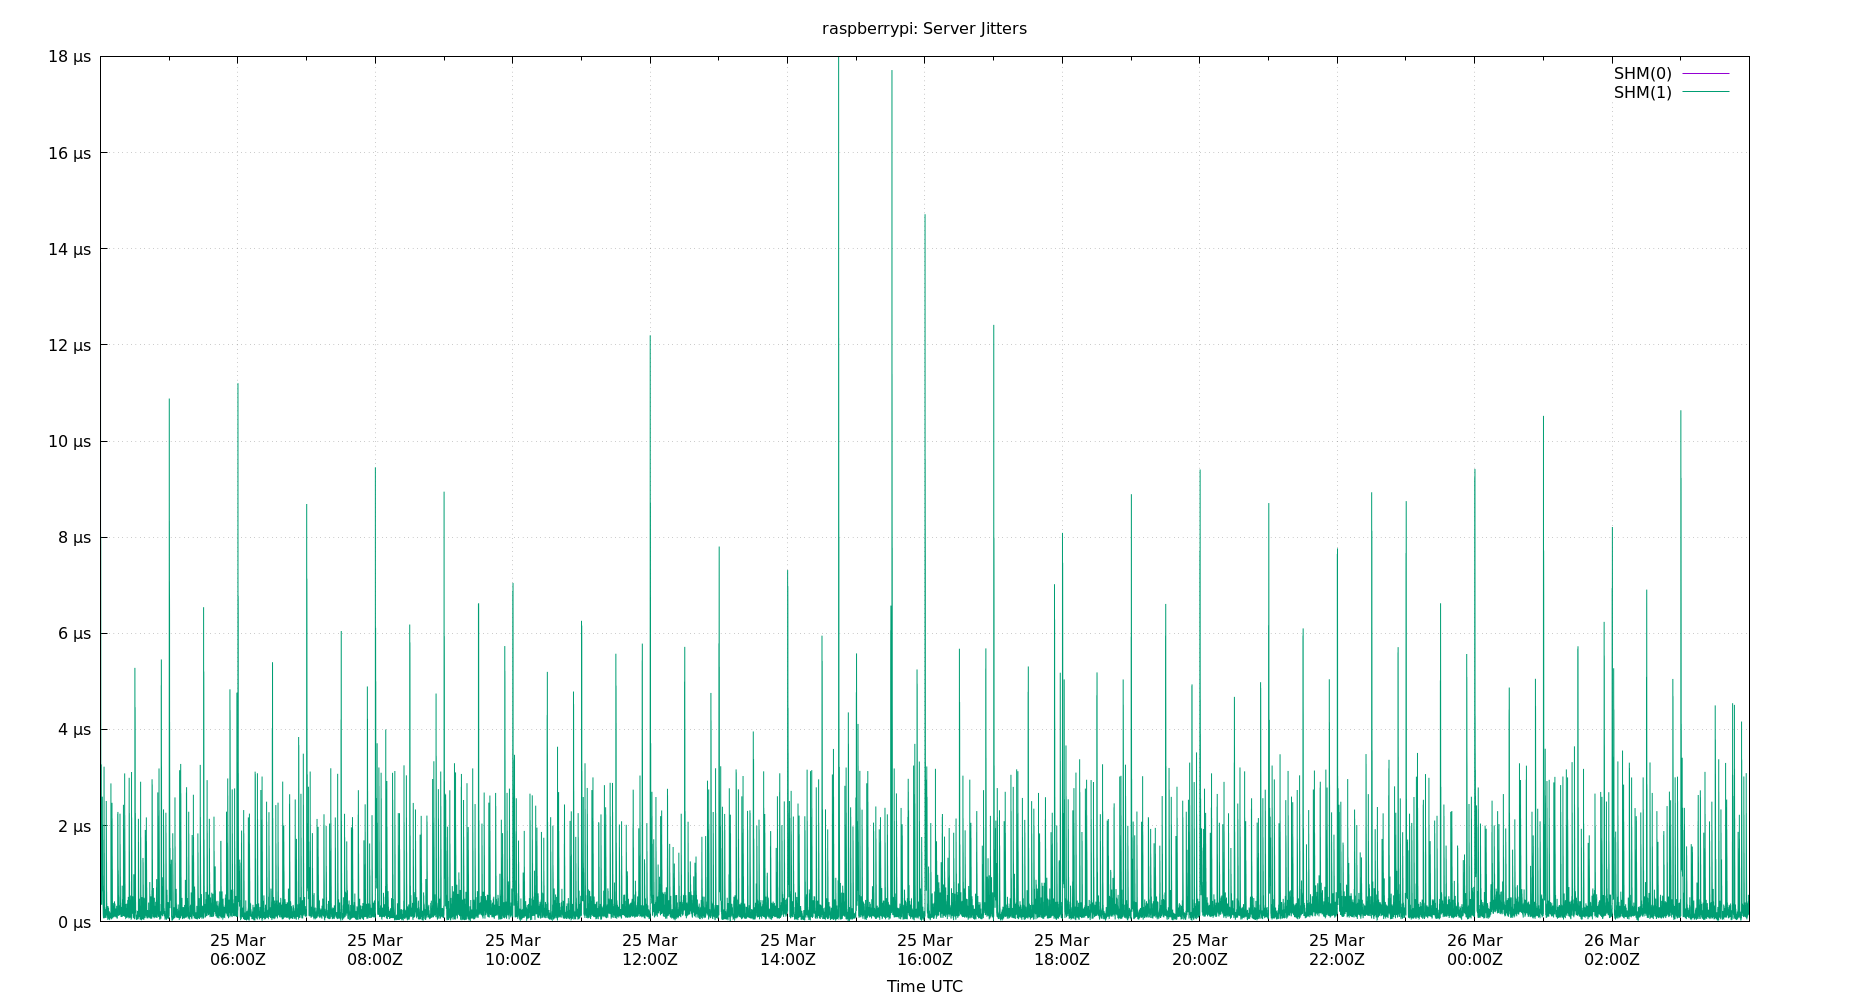 raspberrypi: Server Jitters
18 µs
16 µs
14 µs
12 µs
10 µs
8 µs
6 µs
4 µs
2 µs
0 µs
SHM(0)
SHM(1)
25 Mar 25 Mar 25 Mar 25 Mar 25 Mar 25 Mar 25 Mar 25 Mar 25 Mar 26 Mar 26 Mar
06:00Z 08:00Z 10:00Z 12:00Z 14:00Z 16:00Z 18:00Z 20:00Z 22:00Z 00:00Z 02:00Z
Time UTC